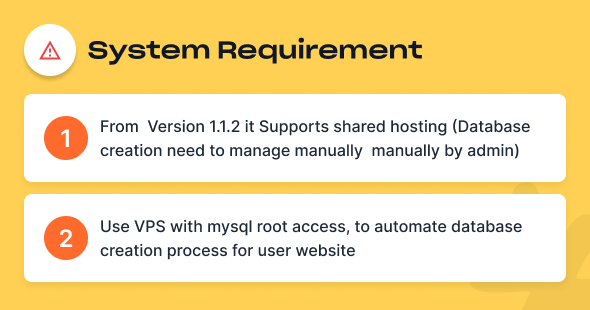 System Requirement
1
From Version 1.1.2 it Supports shared hosting (Database
creation need to manage manually manually by admin)
2
Use VPS with mysql root access, to automate database
creation process for user website